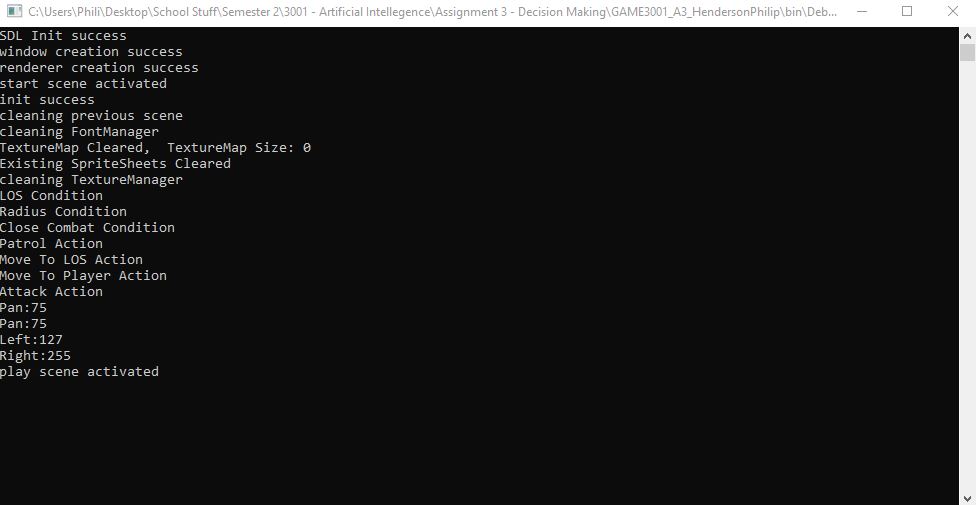 C:\Users\Phili\Desktop\School Stuff\Semester 2\3001 - Artificial Intellegence\Assignment 3 - Decision Making\GAME3001_A3_HendersonPhilip\bin\Deb...
SDL Init success
window creation success
renderer creation success
start scene activated
init success
cleaning previous scene
cleaning FontManager
TextureMap Cleared,  TextureMap Size: 0
Existing SpriteSheets Cleared
cleaning TextureManager
LOS Condition
Radius Condition
Close Combat Condition
Patrol Action
Move To LOS Action
Move To Player Action
Attack Action
Pan:75
Pan:75
Left:127
Right:255
play scene activated